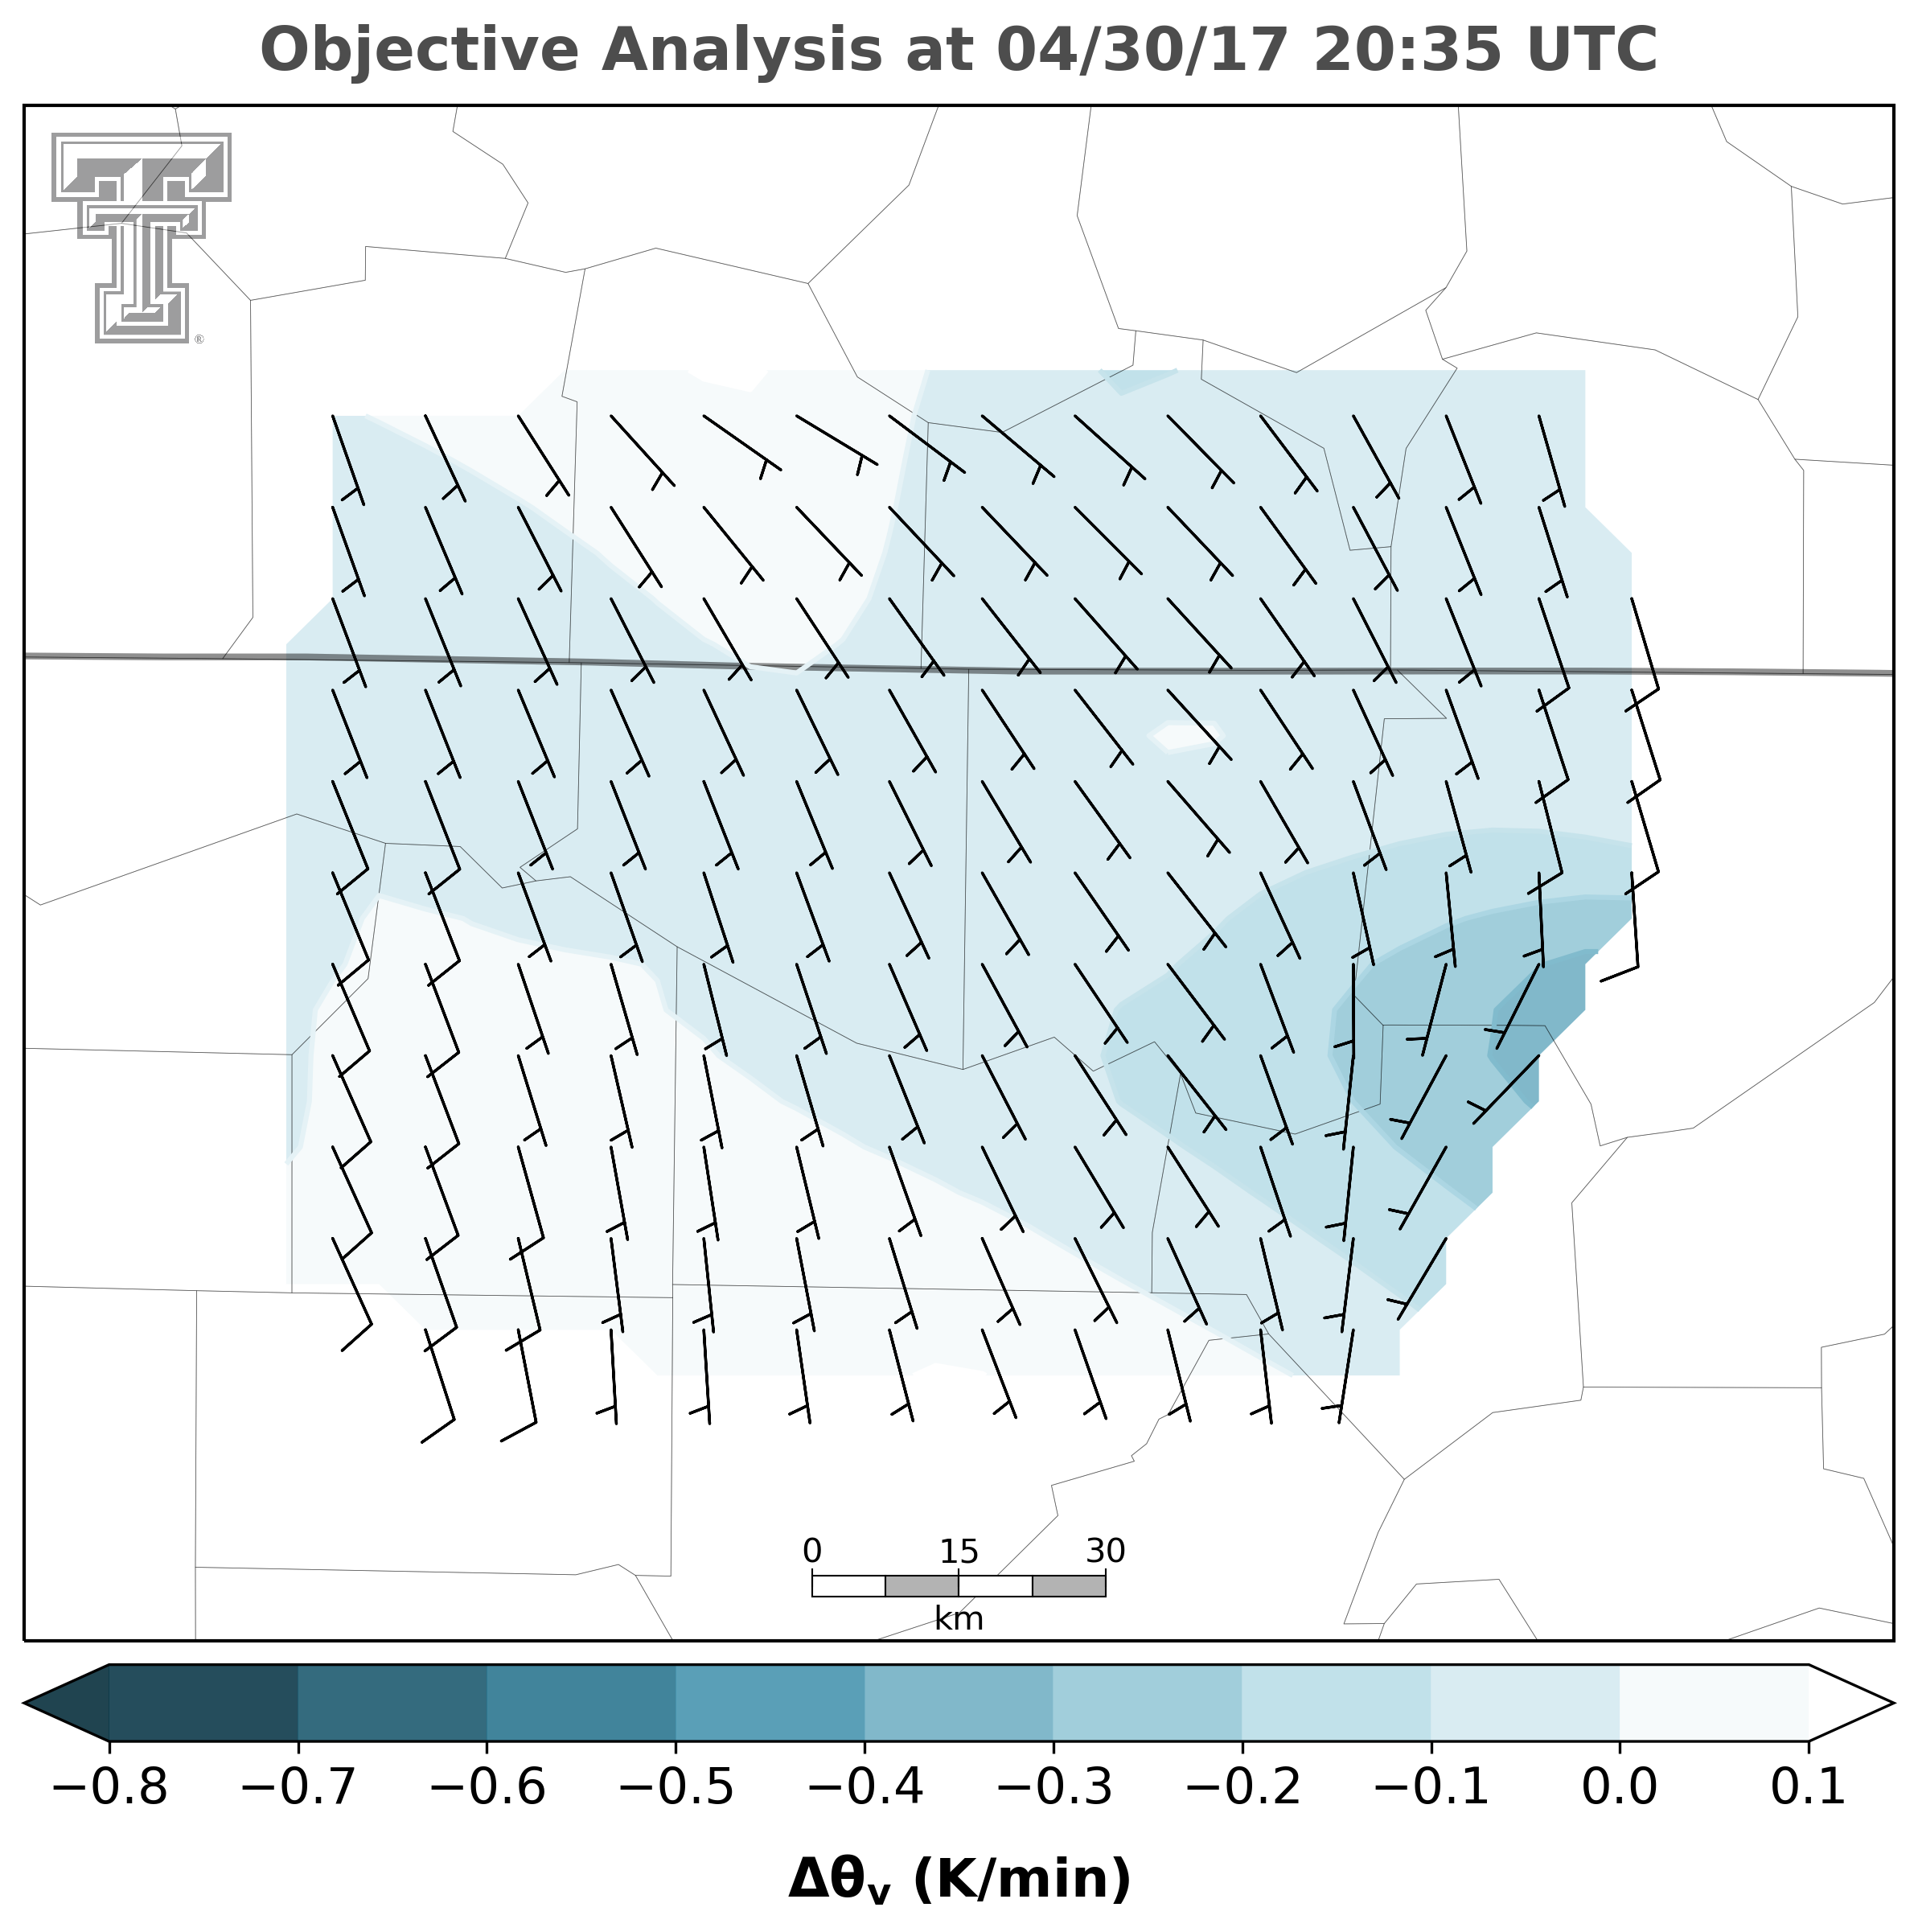 Objective Analysis at 04/30/17 20:35 UTC
®
0 15 30
km
−0.8 −0.7 −0.6 −0.5 −0.4 −0.3 −0.2 −0.1 0.0 0.1
Δθv (K/min)